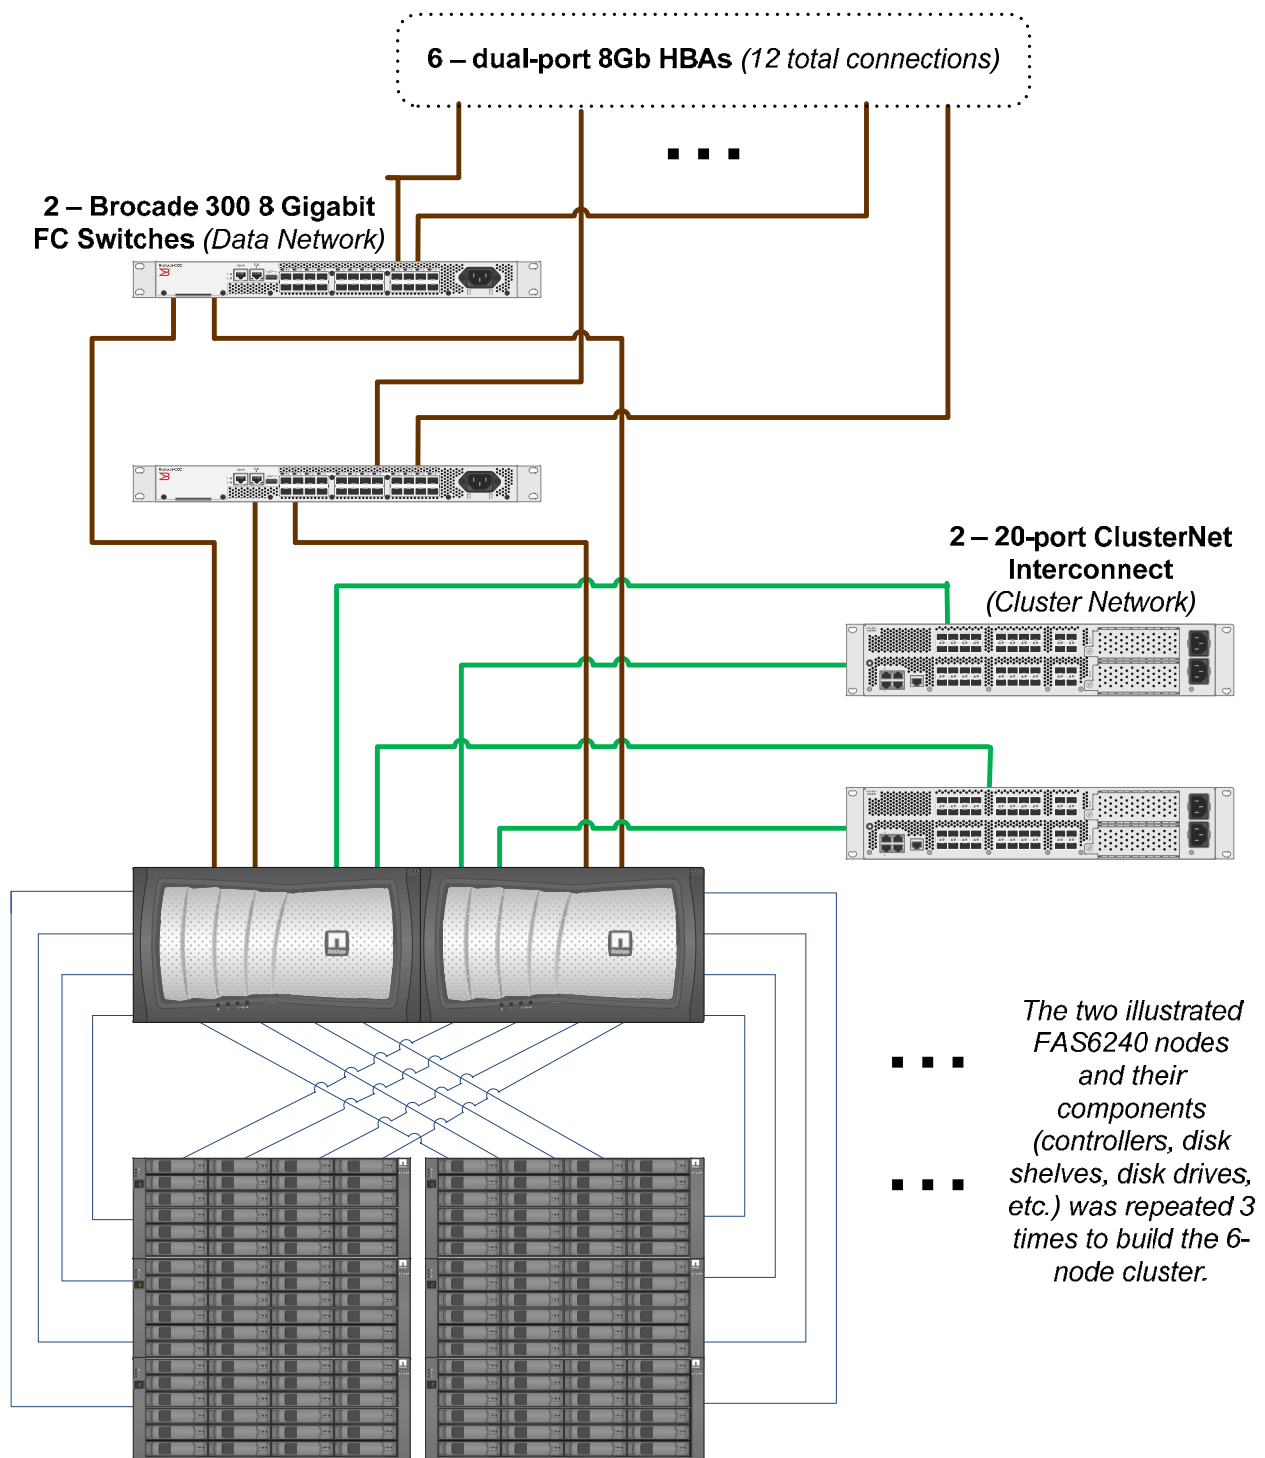 6 – dual-port 8Gb HBAs (12 total connections)
2 – Brocade 300 8 Gigabit
FC Switches (Data Network)
2 – 20-port ClusterNet
Interconnect
(Cluster Network)
The two illustrated
FAS6240 nodes
and their
components
(controllers, disk
shelves, disk drives,
etc.) was repeated 3
times to build the 6-
node cluster.